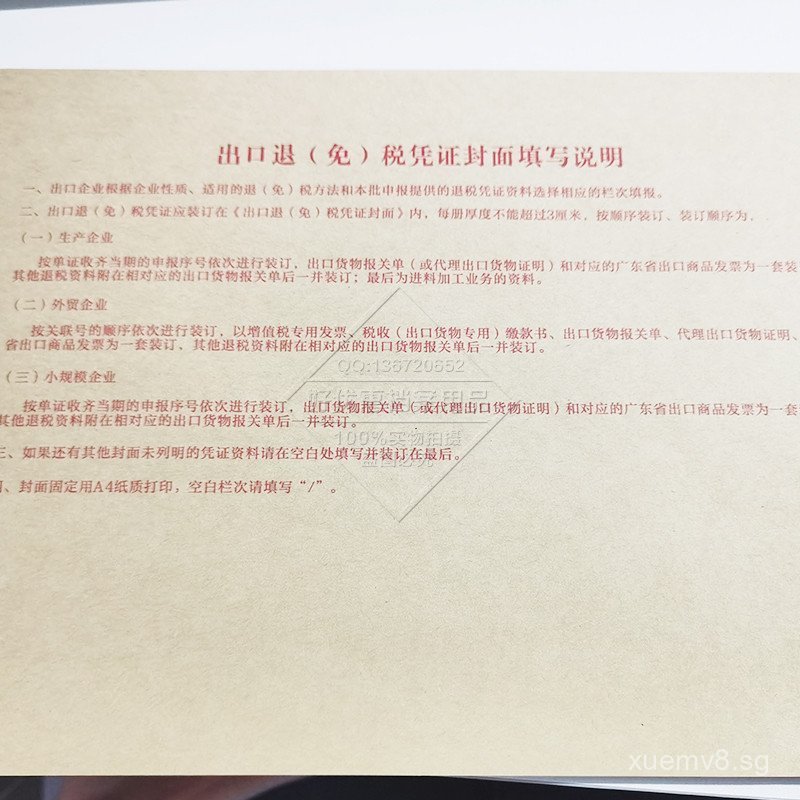 出口退（免）税凭证封面填写说明
一、出口企业根据企业性质、适用的退（免）税方法和本批申报提供的退税凭证资料选择相应的栏次填报。
二、出口退（免）税凭证应装订在《出口退（免）税凭证封面》内，每册厚度不能超过3厘米，按顺序装订、装订顺序为，
（一）生产企业
按单证收齐当期的申报序号依次进行装订，出口货物报关单（或代理出口货物证明）和对应的广东省出口商品发票为一套装
其他退税资料附在相对应的出口货物报关单后一并装订；最后为进料加工业务的资料。
（二）外贸企业
按关联号的顺序依次进行装订，以增值税专用发票、税收（出口货物专用）缴款书、出口货物报关单、代理出口货物证明、
省出口商品发票为一套装订，其他退税资料附在相对应的出口货物报关单后一并装订。
QQ:136720652
（三）小规模企业
按单证收齐当期的申报序号依次进行装订，出口货物报关单（或代理出口货物证明）和对应的广东省出口商品发票为一套
其他退税资料附在相对应的出口货物报关单后一并装订。
100%实物拍摄
盗图必究
三、如果还有其他封面未列明的凭证资料请在空白处填写并装订在最后。
、封面固定用A4纸质打印，空白栏次请填写“/”。
xuemv8.sg